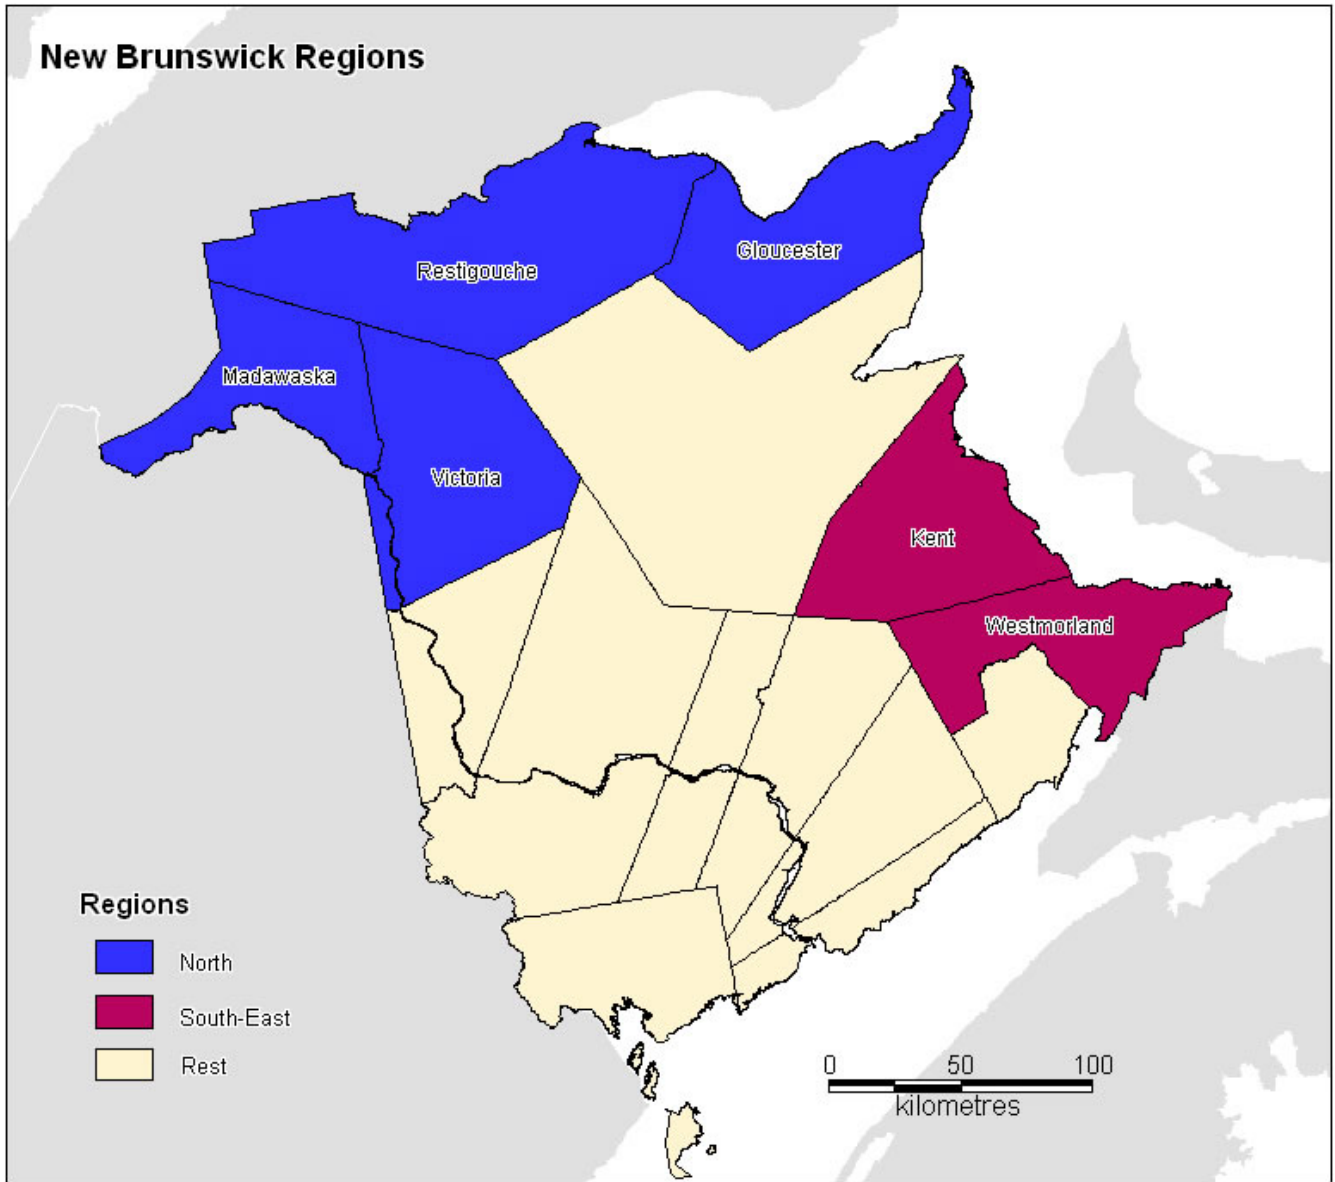 New Brunswick Regions
Gloucester
Restigouche
Madawaska
Victoria
Kent
Westmorland
Regions
North
South-East
Rest
0 50 100
kilometres